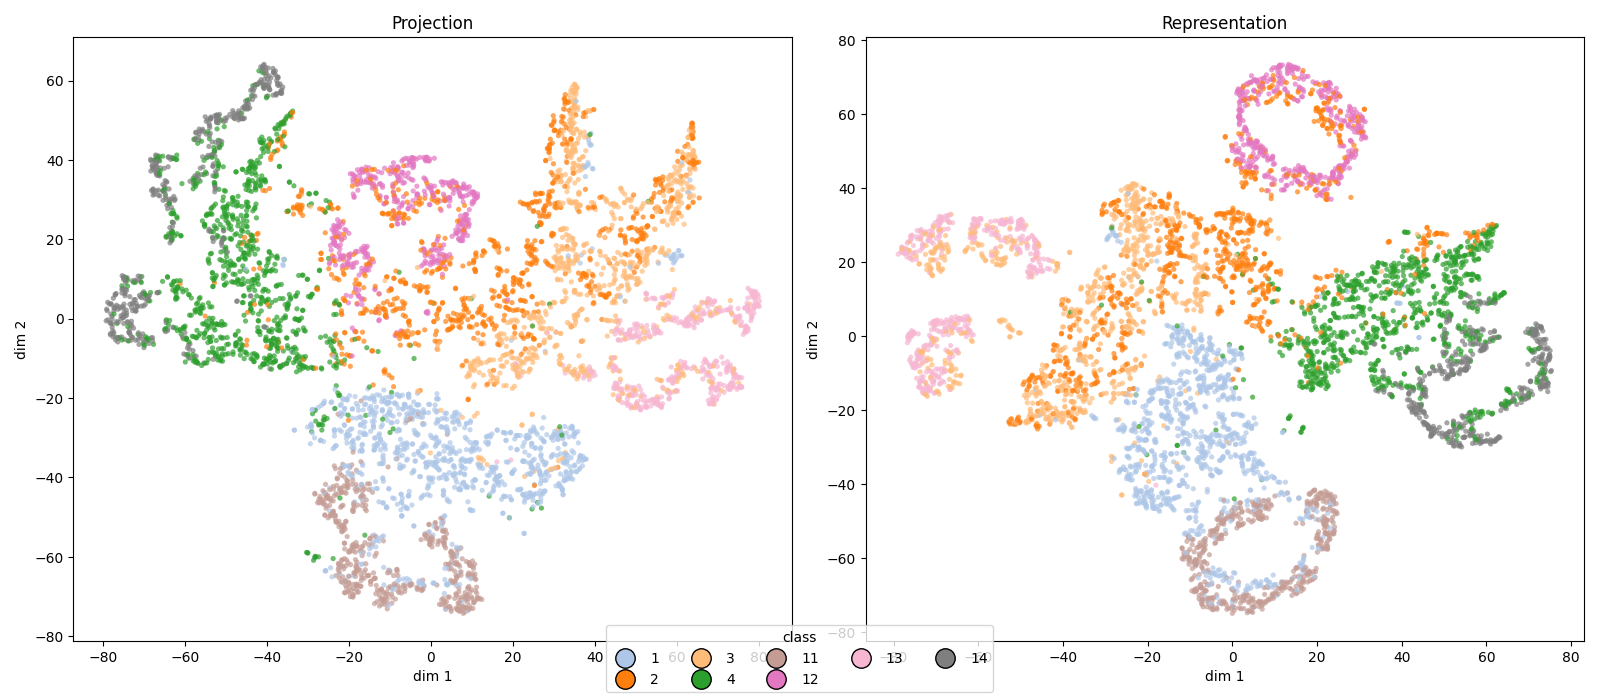 Projection
Representation
dim 2
60
40
20
0
−20
−40
−60
−80
−80 −60 −40 −20 0 20 40 60 80
dim 1
dim 2
80
60
40
20
0
−20
−40
−60
−80
−40 −20 0 20 40 60 80
dim 1
class
1 3 11 13 14
2 4 12